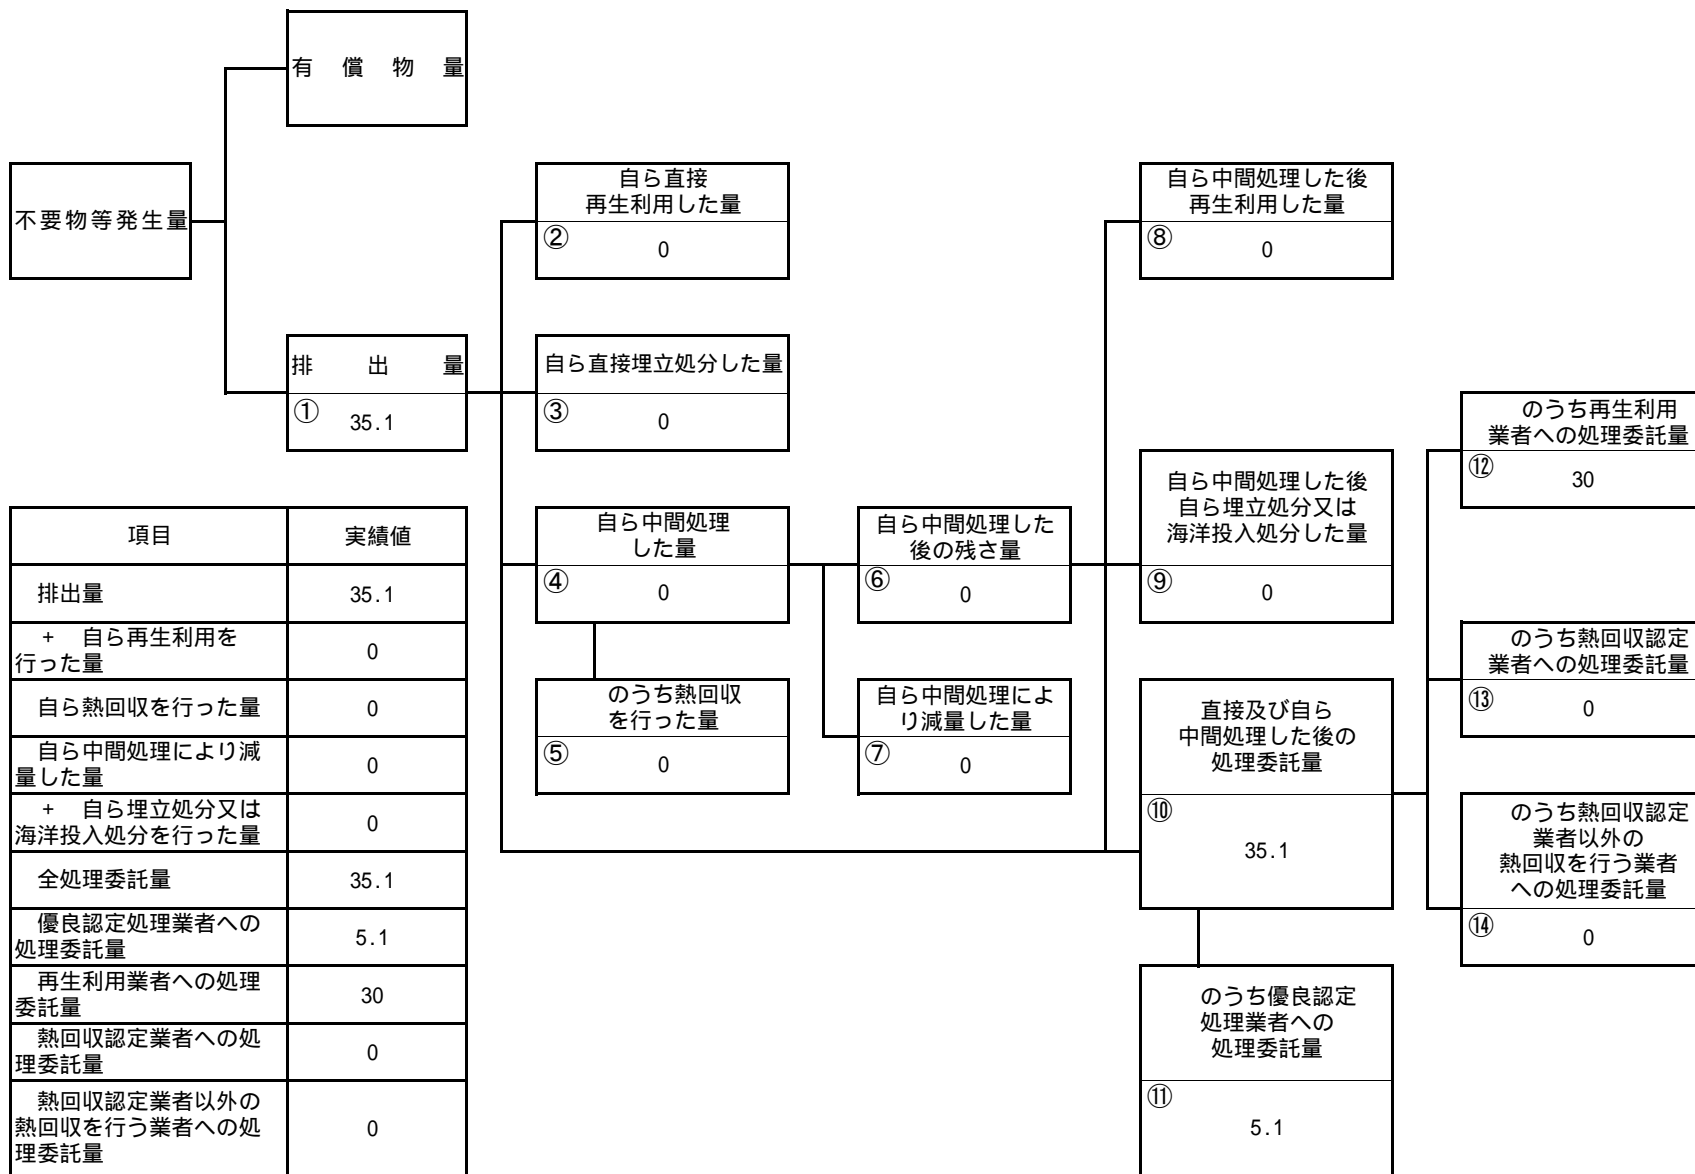 有償物量
不要物等発生量
自ら直接
再生利用した量
② 0
自ら中間処理した後
再生利用した量
⑧ 0
排出量
① 35.1
自ら直接埋立処分した量
③ 0
のうち再生利用
業者への処理委託量
⑫ 30
自ら中間処理した後
自ら埋立処分又は
海洋投入処分した量
⑨ 0
自ら中間処理
した量
④ 0
自ら中間処理した
後の残さ量
⑥ 0
のうち熱回収認定
業者への処理委託量
⑬ 0
のうち熱回収
を行った量
⑤ 0
自ら中間処理によ
り減量した量
⑦ 0
直接及び自ら
中間処理した後の
処理委託量
⑩
35.1
のうち熱回収認定
業者以外の
熱回収を行う業者
への処理委託量
⑭ 0
のうち優良認定
処理業者への
処理委託量
⑪
5.1
項目 実績値
排出量 35.1
+ 自ら再生利用を
行った量 0
自ら熱回収を行った量 0
自ら中間処理により減
量した量 0
+ 自ら埋立処分又は
海洋投入処分を行った量 0
全処理委託量 35.1
優良認定処理業者への
処理委託量 5.1
再生利用業者への処理
委託量 30
熱回収認定業者への処
理委託量 0
熱回収認定業者以外の
熱回収を行う業者への処
理委託量 0